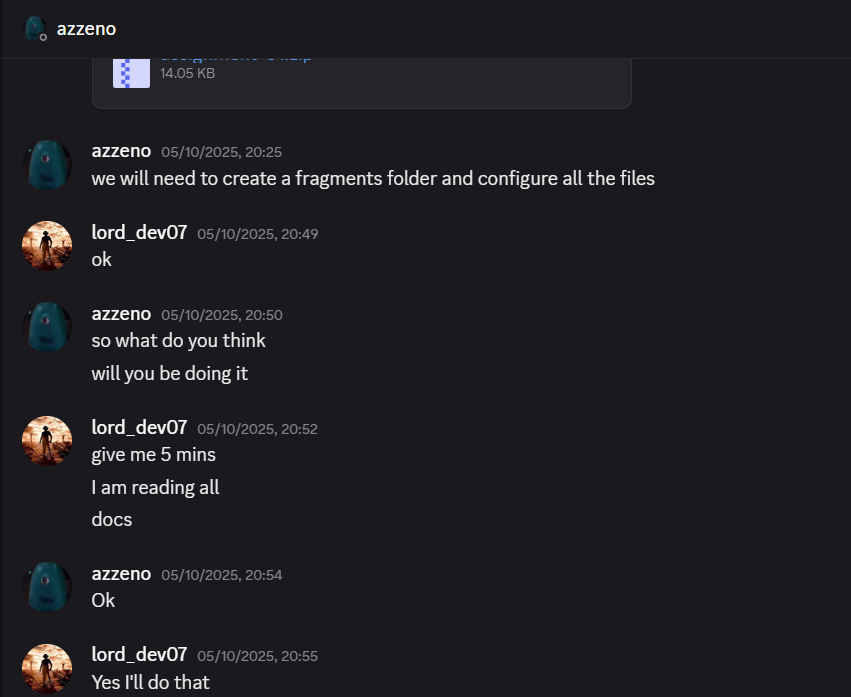 azzeno
14.05 KB
azzeno 05/10/2025, 20:25
we will need to create a fragments folder and configure all the files
lord_dev07 05/10/2025, 20:49
ok
azzeno 05/10/2025, 20:50
so what do you think
will you be doing it
lord_dev07 05/10/2025, 20:52
give me 5 mins
I am reading all
docs
azzeno 05/10/2025, 20:54
Ok
lord_dev07 05/10/2025, 20:55
Yes I'll do that